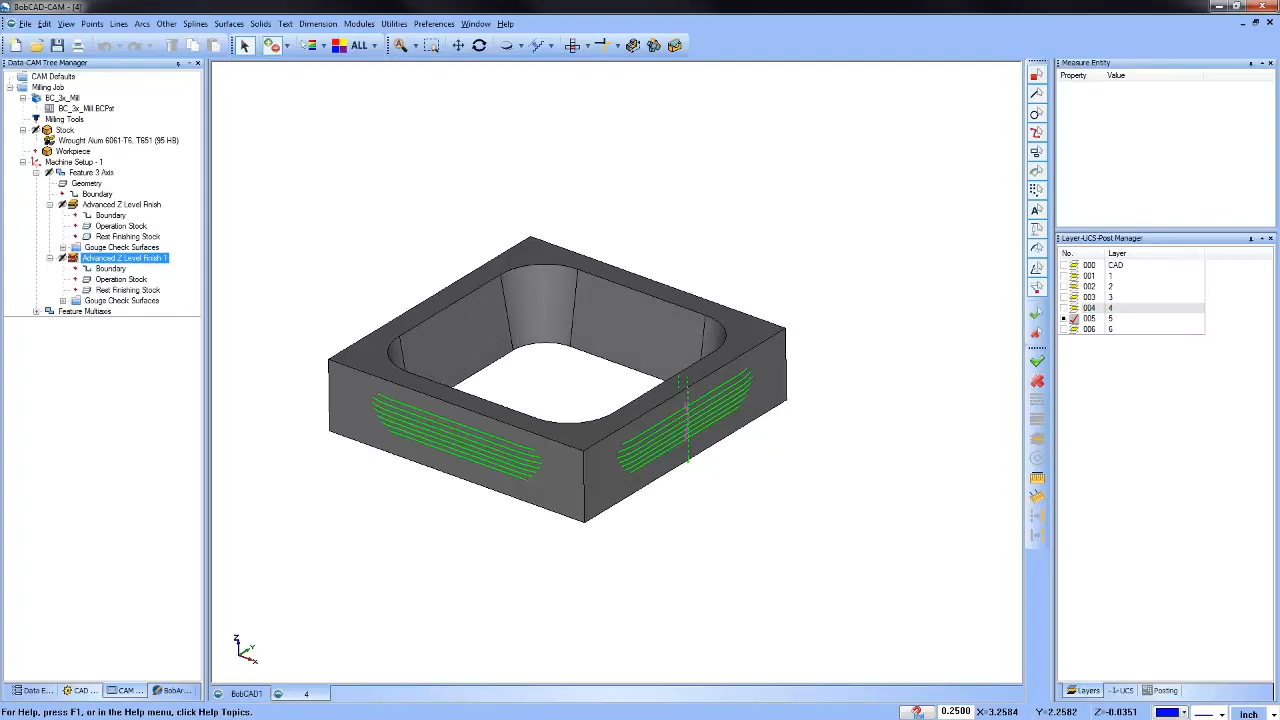 BobCAD-CAM - [4]
File Edit View Points Lines Arcs Other Splines Surfaces Solids Text Dimension Modules Utilities Preferences Window Help
ALL
Data-CAM Tree Manager
CAM Defaults
Milling Job
BC_3x_Mill
BC_3x_Mill.BCPst
Milling Tools
Stock
Wrought Alum 6061-T6, T651 (95 HB)
Workpiece
Machine Setup - 1
Feature 3 Axis
Geometry
Boundary
Advanced Z Level Finish
Boundary
Operation Stock
Rest Finishing Stock
Gouge Check Surfaces
Advanced Z Level Finish 1
Boundary
Operation Stock
Rest Finishing Stock
Gouge Check Surfaces
Feature Multiaxis
Z
Y
X
Measure Entity
Property Value
Layer-UCS-Post Manager
No. Layer
000 CAD
001 1
002 2
003 3
004 4
005 5
006 6
Data E... CAD ... CAM ... BobAr...
BobCAD1 4
Layers UCS Posting
For Help, press F1, or in the Help menu, click Help Topics.
0.2500 X=3.2584 Y=2.2582 Z=-0.0351 Inch